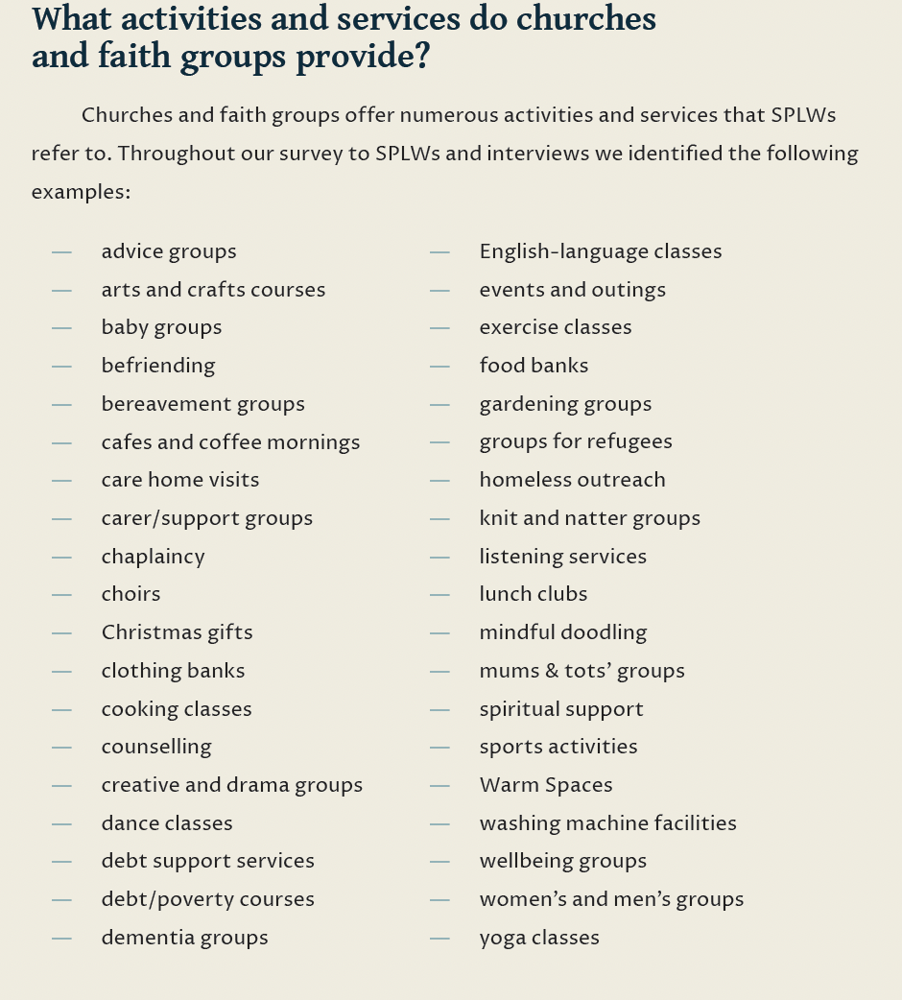 What activities and services do churches
and faith groups provide?
Churches and faith groups offer numerous activities and services that SPLWs
refer to. Throughout our survey to SPLWs and interviews we identified the following
examples:
— advice groups
— arts and crafts courses
— baby groups
— befriending
— bereavement groups
— cafes and coffee mornings
— care home visits
— carer/support groups
— chaplaincy
— choirs
— Christmas gifts
— clothing banks
— cooking classes
— counselling
— creative and drama groups
— dance classes
— debt support services
— debt/poverty courses
— dementia groups
— English-language classes
— events and outings
— exercise classes
— food banks
— gardening groups
— groups for refugees
— homeless outreach
— knit and natter groups
— listening services
— lunch clubs
— mindful doodling
— mums & tots’ groups
— spiritual support
— sports activities
— Warm Spaces
— washing machine facilities
— wellbeing groups
— women’s and men’s groups
— yoga classes